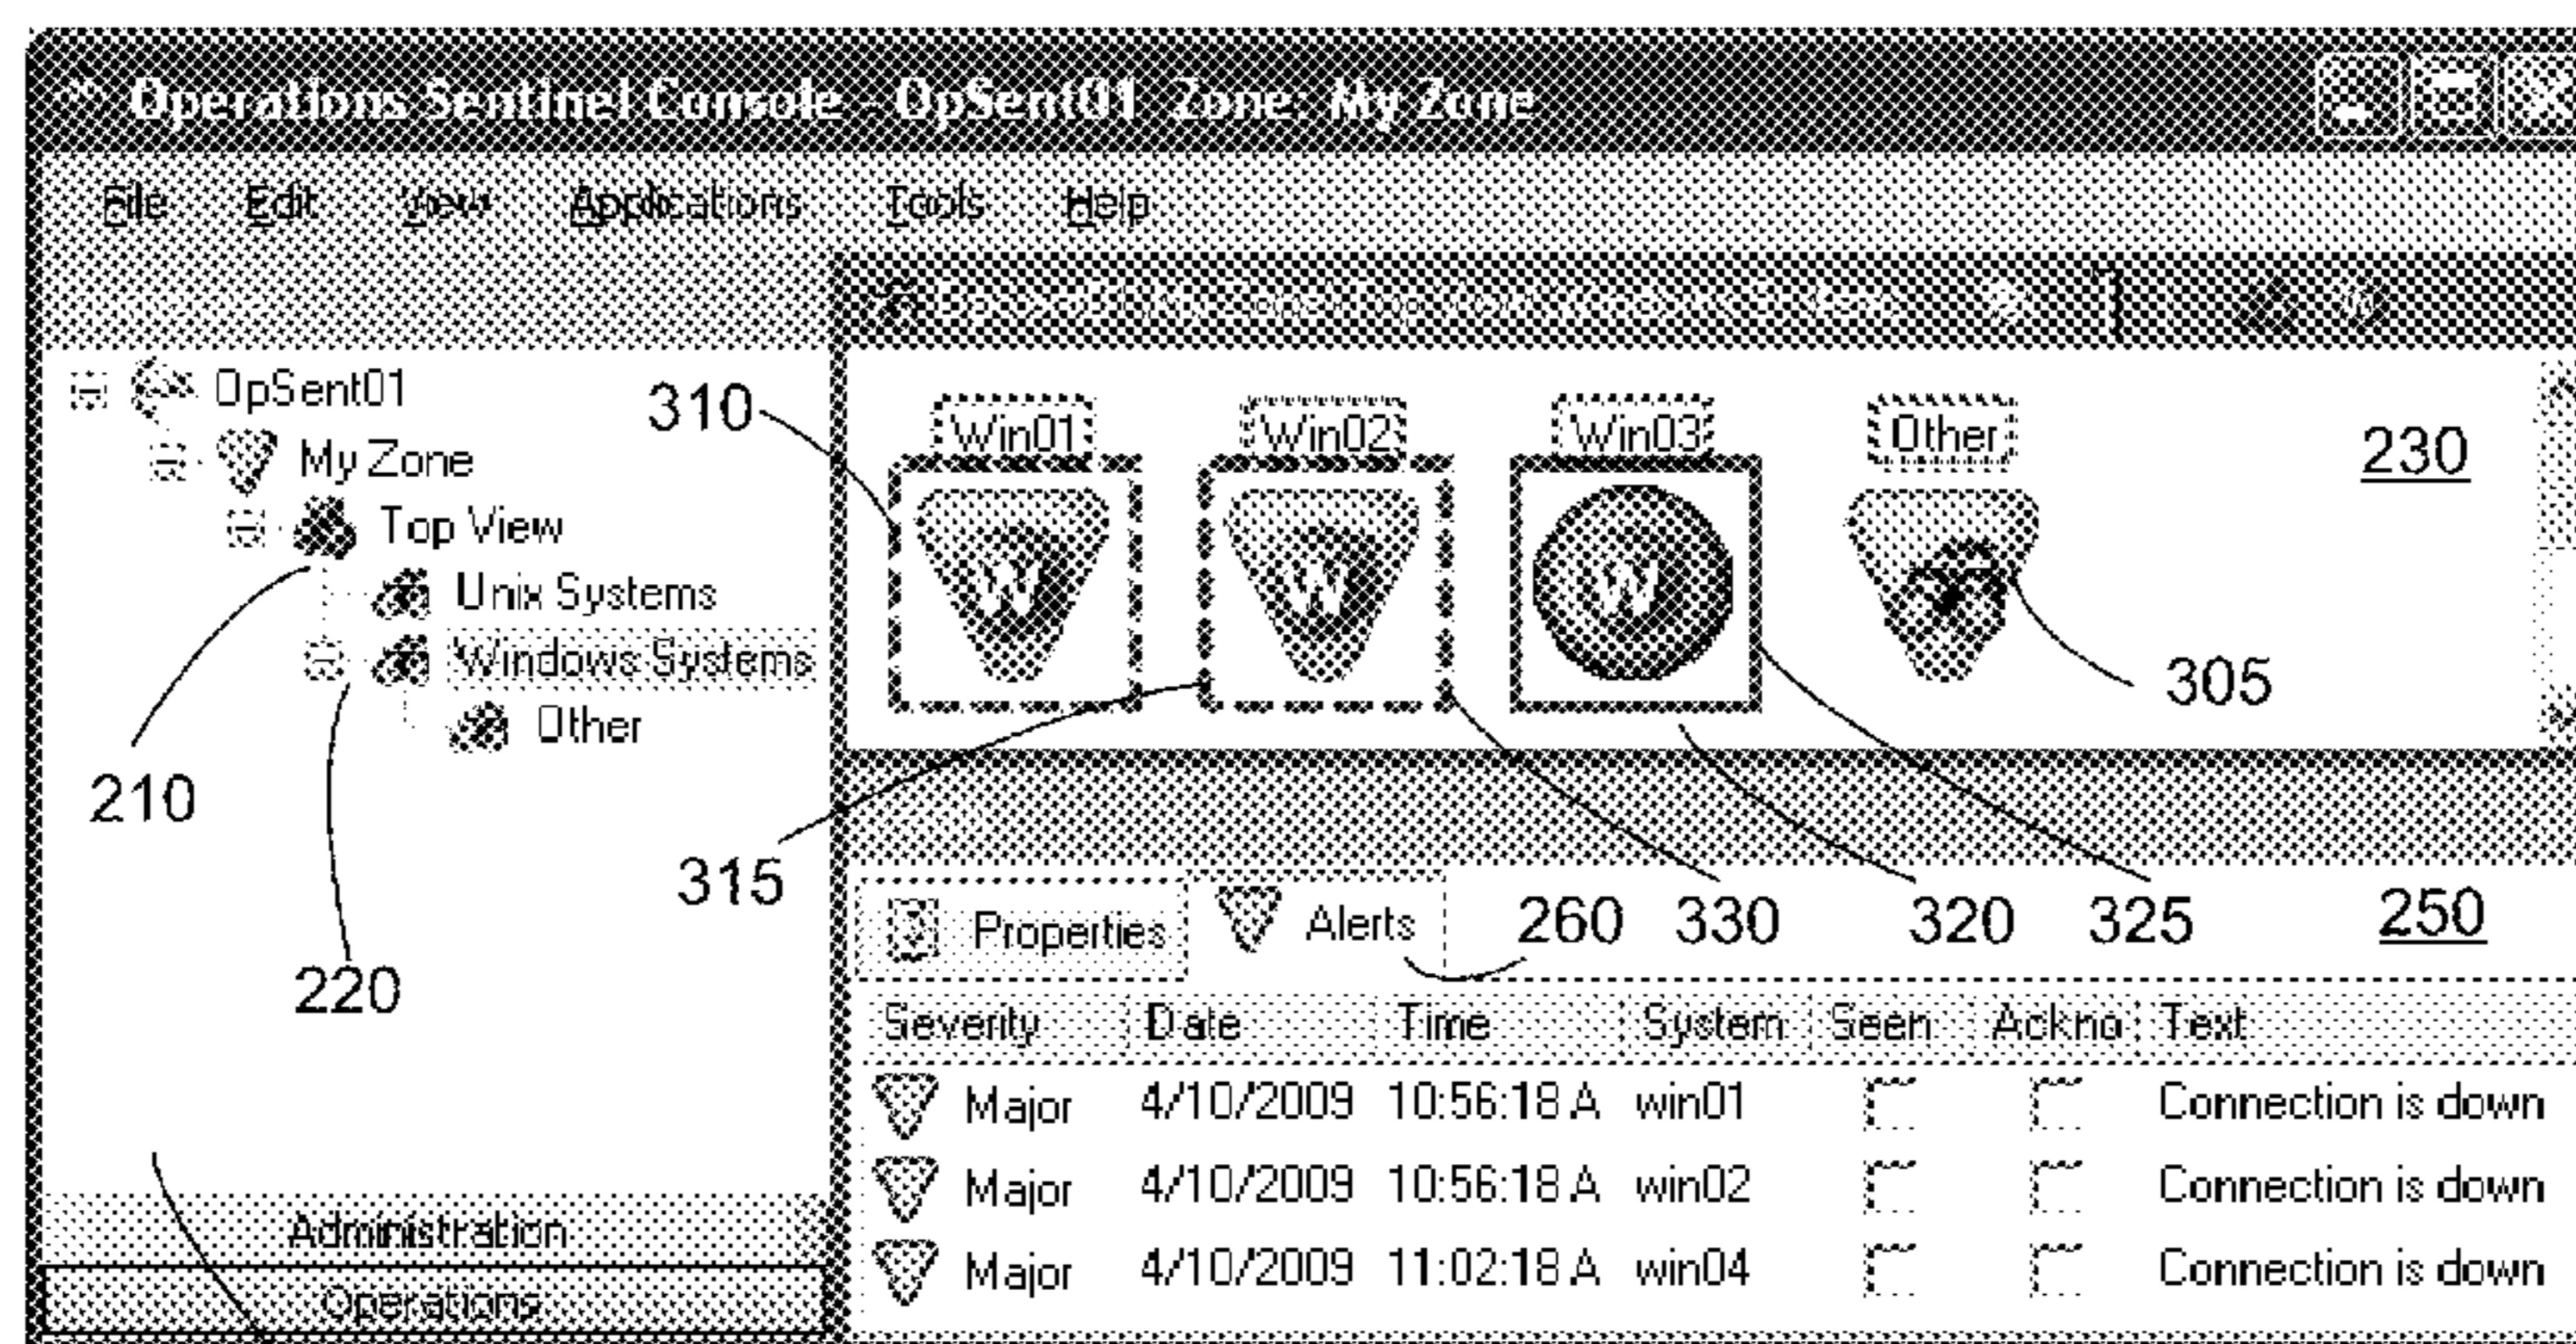 Operations Sentinel Console - OpSent01 Zone: My Zone
File Edit View Applications Tools Help
OpSent01
My Zone
Top View
Unix Systems
Windows Systems
Other
210
220
310
315
Win01 Win02 Win03 Other
W W W
230
305
Properties Alerts 260 330 320 325 250
Severity Date Time System Seen Ackno Text
Major 4/10/2009 10:56:18 A win01 Connection is down
Major 4/10/2009 10:56:18 A win02 Connection is down
Major 4/10/2009 11:02:18 A win04 Connection is down
Administration
Operations